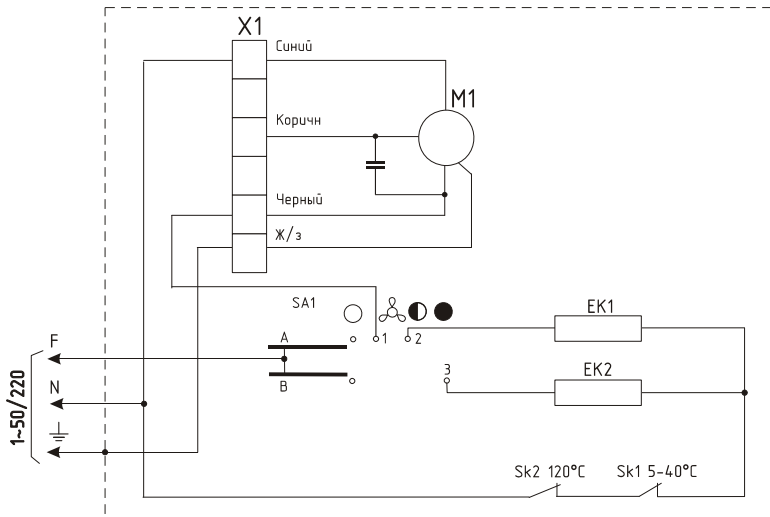 X1
Синий
M1
Коричн
Черный
Ж/з
SA1
EK1
F
A
1
2
1~50/220
N
B
3
EK2
Sk2 120°C
Sk1 5-40°C